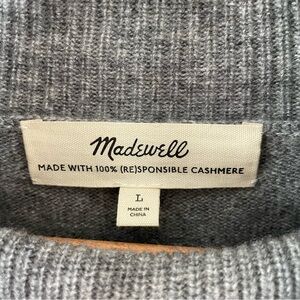 Madewell
MADE WITH 100% (RE)SPONSIBLE CASHMERE
L
MADE IN
CHINA